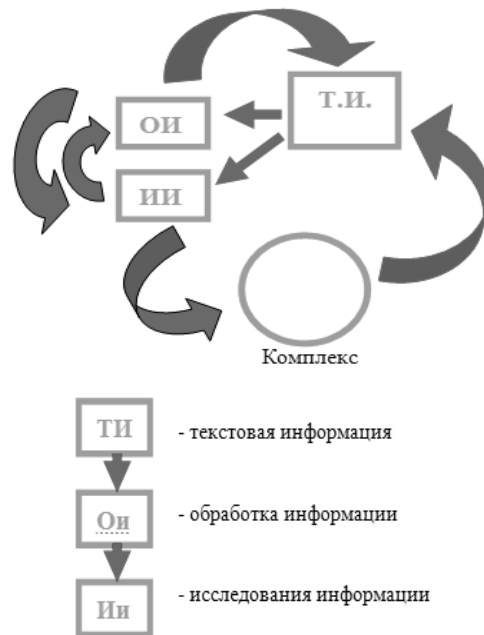 Т.И.
ОИ
ИИ
Комплекс
ТИ - текстовая информация
Ои - обработка информации
Ии - исследования информации